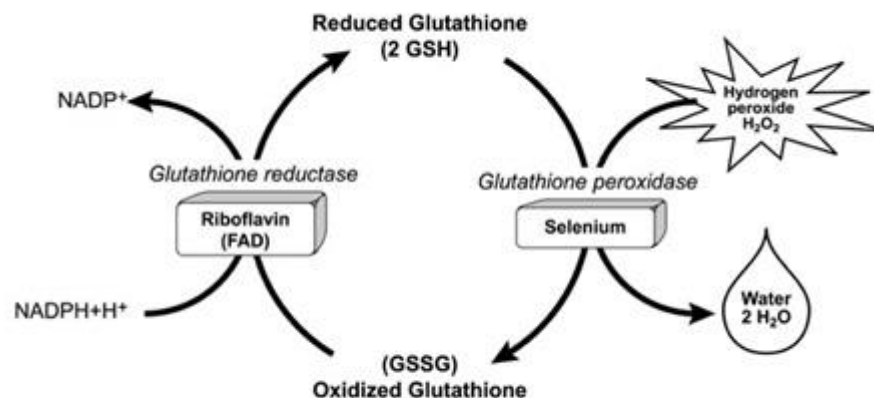 Reduced Glutathione
(2 GSH)
NADP⁺
Hydrogen
peroxide
H₂O₂
Glutathione reductase
Glutathione peroxidase
Riboflavin
(FAD)
Selenium
NADPH+H⁺
Water
2 H₂O
(GSSG)
Oxidized Glutathione